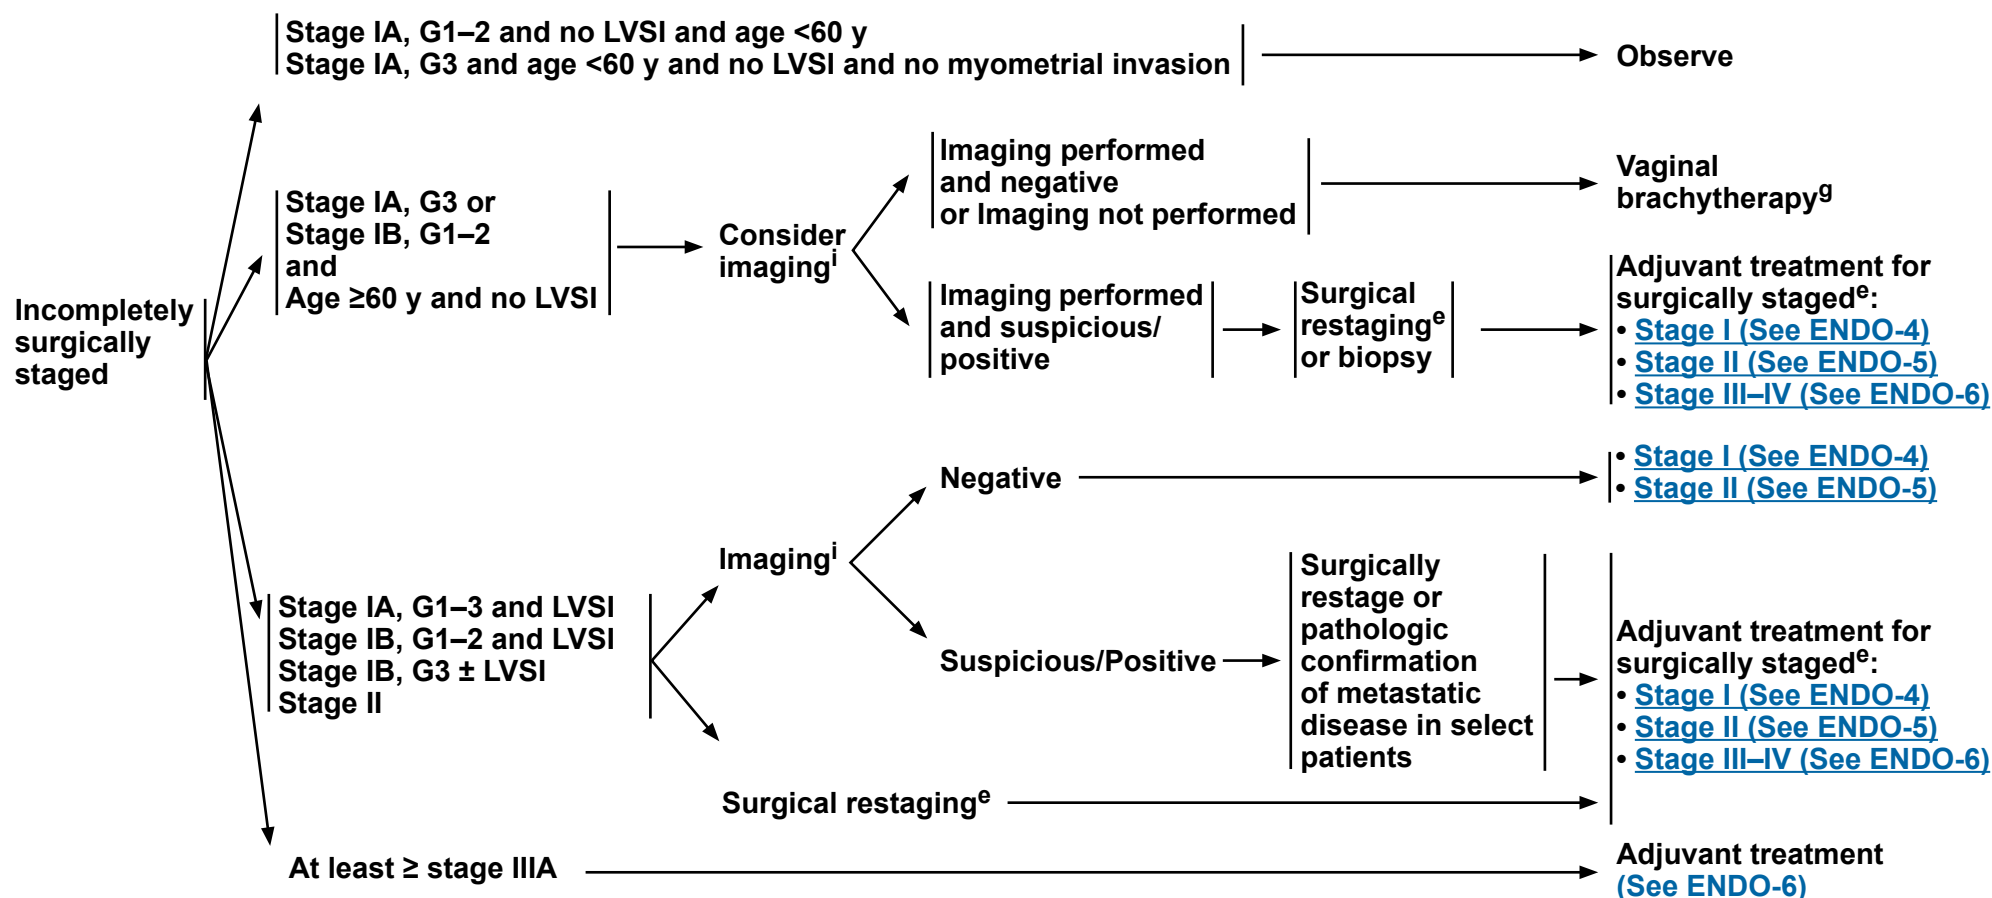 Stage IA, G1–2 and no LVSI and age <60 y
Stage IA, G3 and age <60 y and no LVSI and no myometrial invasion
Observe
Incompletely
surgically
staged
Stage IA, G3 or
Stage IB, G1–2
and
Age ≥60 y and no LVSI
Consider
imagingⁱ
Imaging performed
and negative
or Imaging not performed
Vaginal
brachytherapyᵍ
Imaging performed
and suspicious/
positive
Surgical
restagingᵉ
or biopsy
Adjuvant treatment for
surgically stagedᵉ:
• Stage I (See ENDO-4)
• Stage II (See ENDO-5)
• Stage III–IV (See ENDO-6)
Stage IA, G1–3 and LVSI
Stage IB, G1–2 and LVSI
Stage IB, G3 ± LVSI
Stage II
Imagingⁱ
Negative
• Stage I (See ENDO-4)
• Stage II (See ENDO-5)
Suspicious/Positive
Surgically
restage or
pathologic
confirmation
of metastatic
disease in select
patients
Adjuvant treatment for
surgically stagedᵉ:
• Stage I (See ENDO-4)
• Stage II (See ENDO-5)
• Stage III–IV (See ENDO-6)
Surgical restagingᵉ
At least ≥ stage IIIA
Adjuvant treatment
(See ENDO-6)